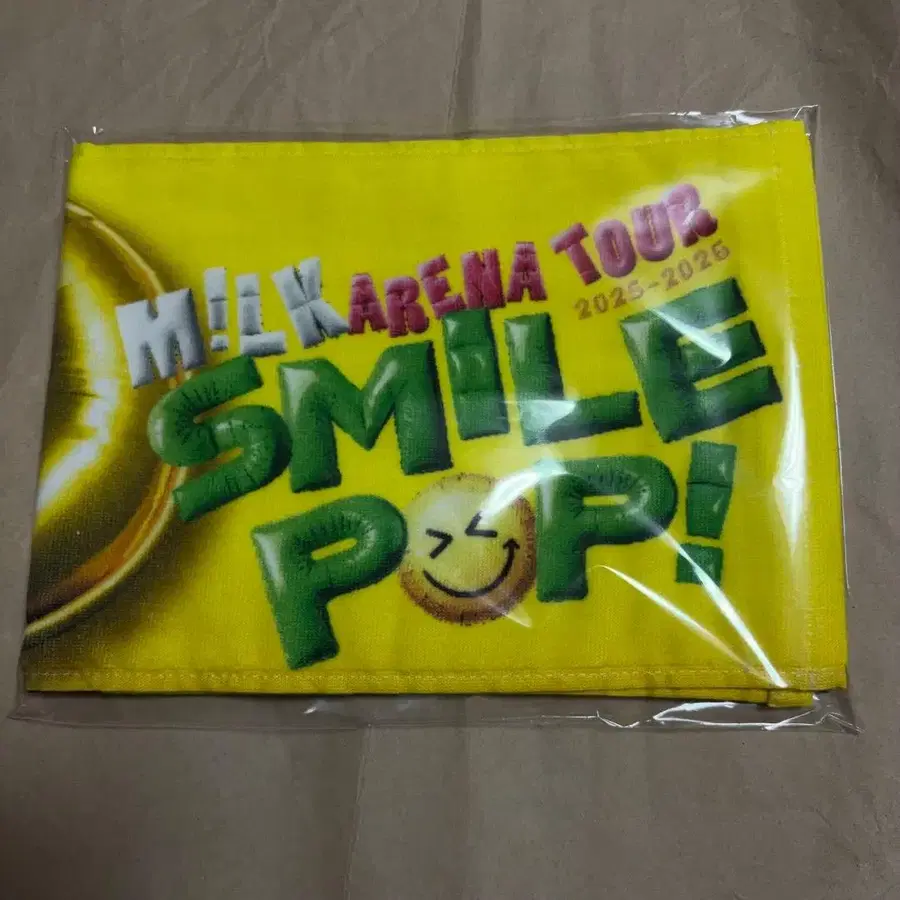 M!LK ARENA TOUR
2025-2026
SMILE
POP!